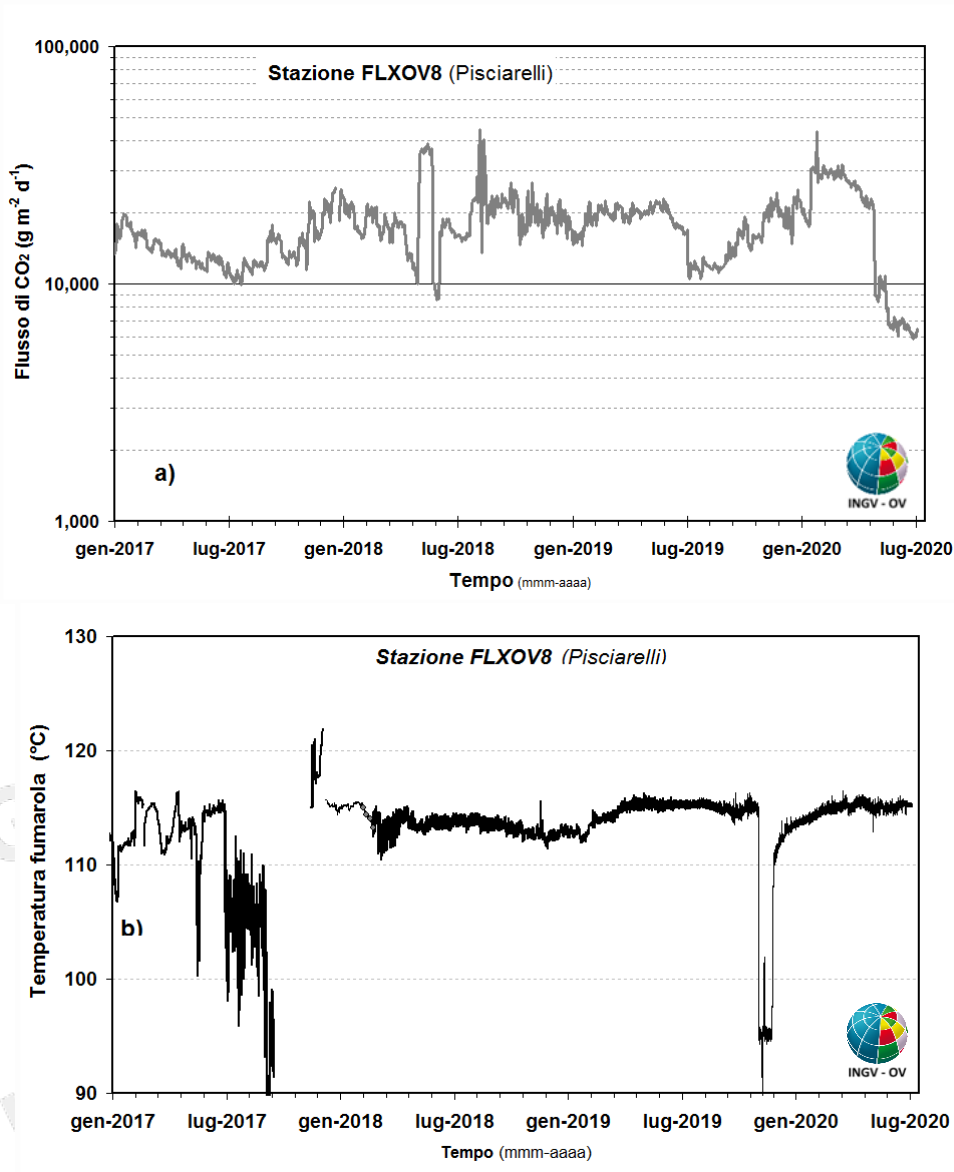 100,000
Stazione FLXOV8 (Pisciarelli)
Flusso di CO2 (g m-2 d-1)
10,000
a)
INGV - OV
1,000
gen-2017 lug-2017 gen-2018 lug-2018 gen-2019 lug-2019 gen-2020 lug-2020
Tempo (mmm-aaaa)
130
Stazione FLXOV8 (Pisciarelli)
Temperatura fumarola (°C)
120
110
b)
100
INGV - OV
90
gen-2017 lug-2017 gen-2018 lug-2018 gen-2019 lug-2019 gen-2020 lug-2020
Tempo (mmm-aaaa)